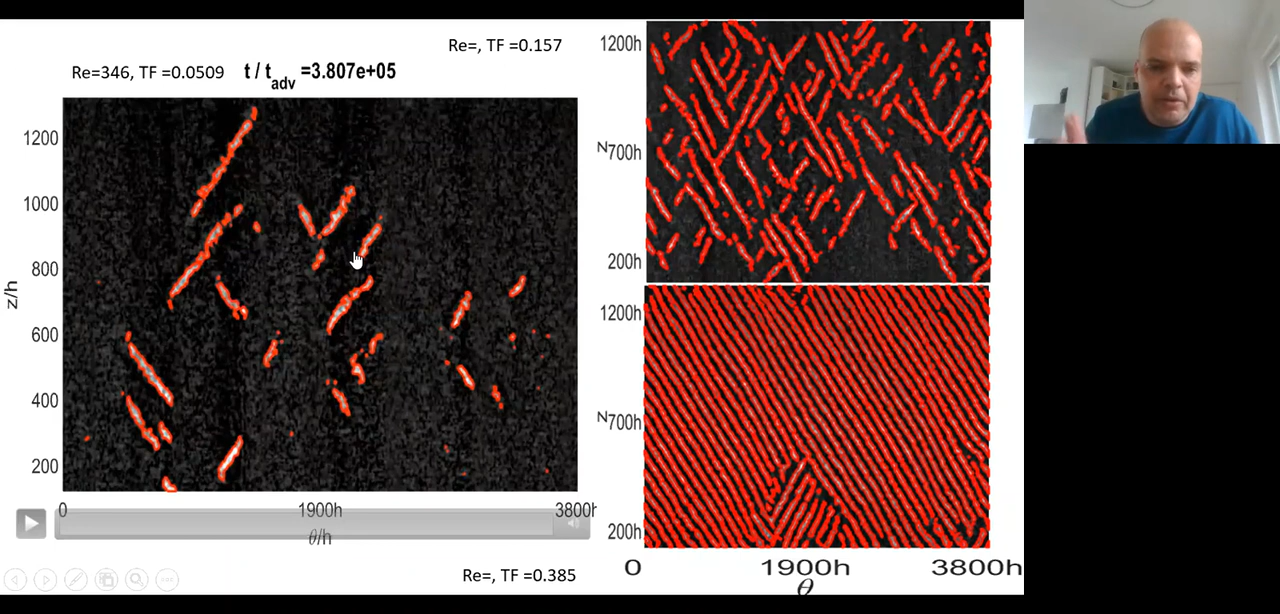 Re=, TF =0.157
Re=346, TF =0.0509
t / t_adv =3.807e+05
1200
1000
800
600
400
200
z/h
0
1900h
3800h
θ/h
Re=, TF =0.385
1200h
z
700h
200h
1200h
z
700h
200h
0
1900h
3800h
θ